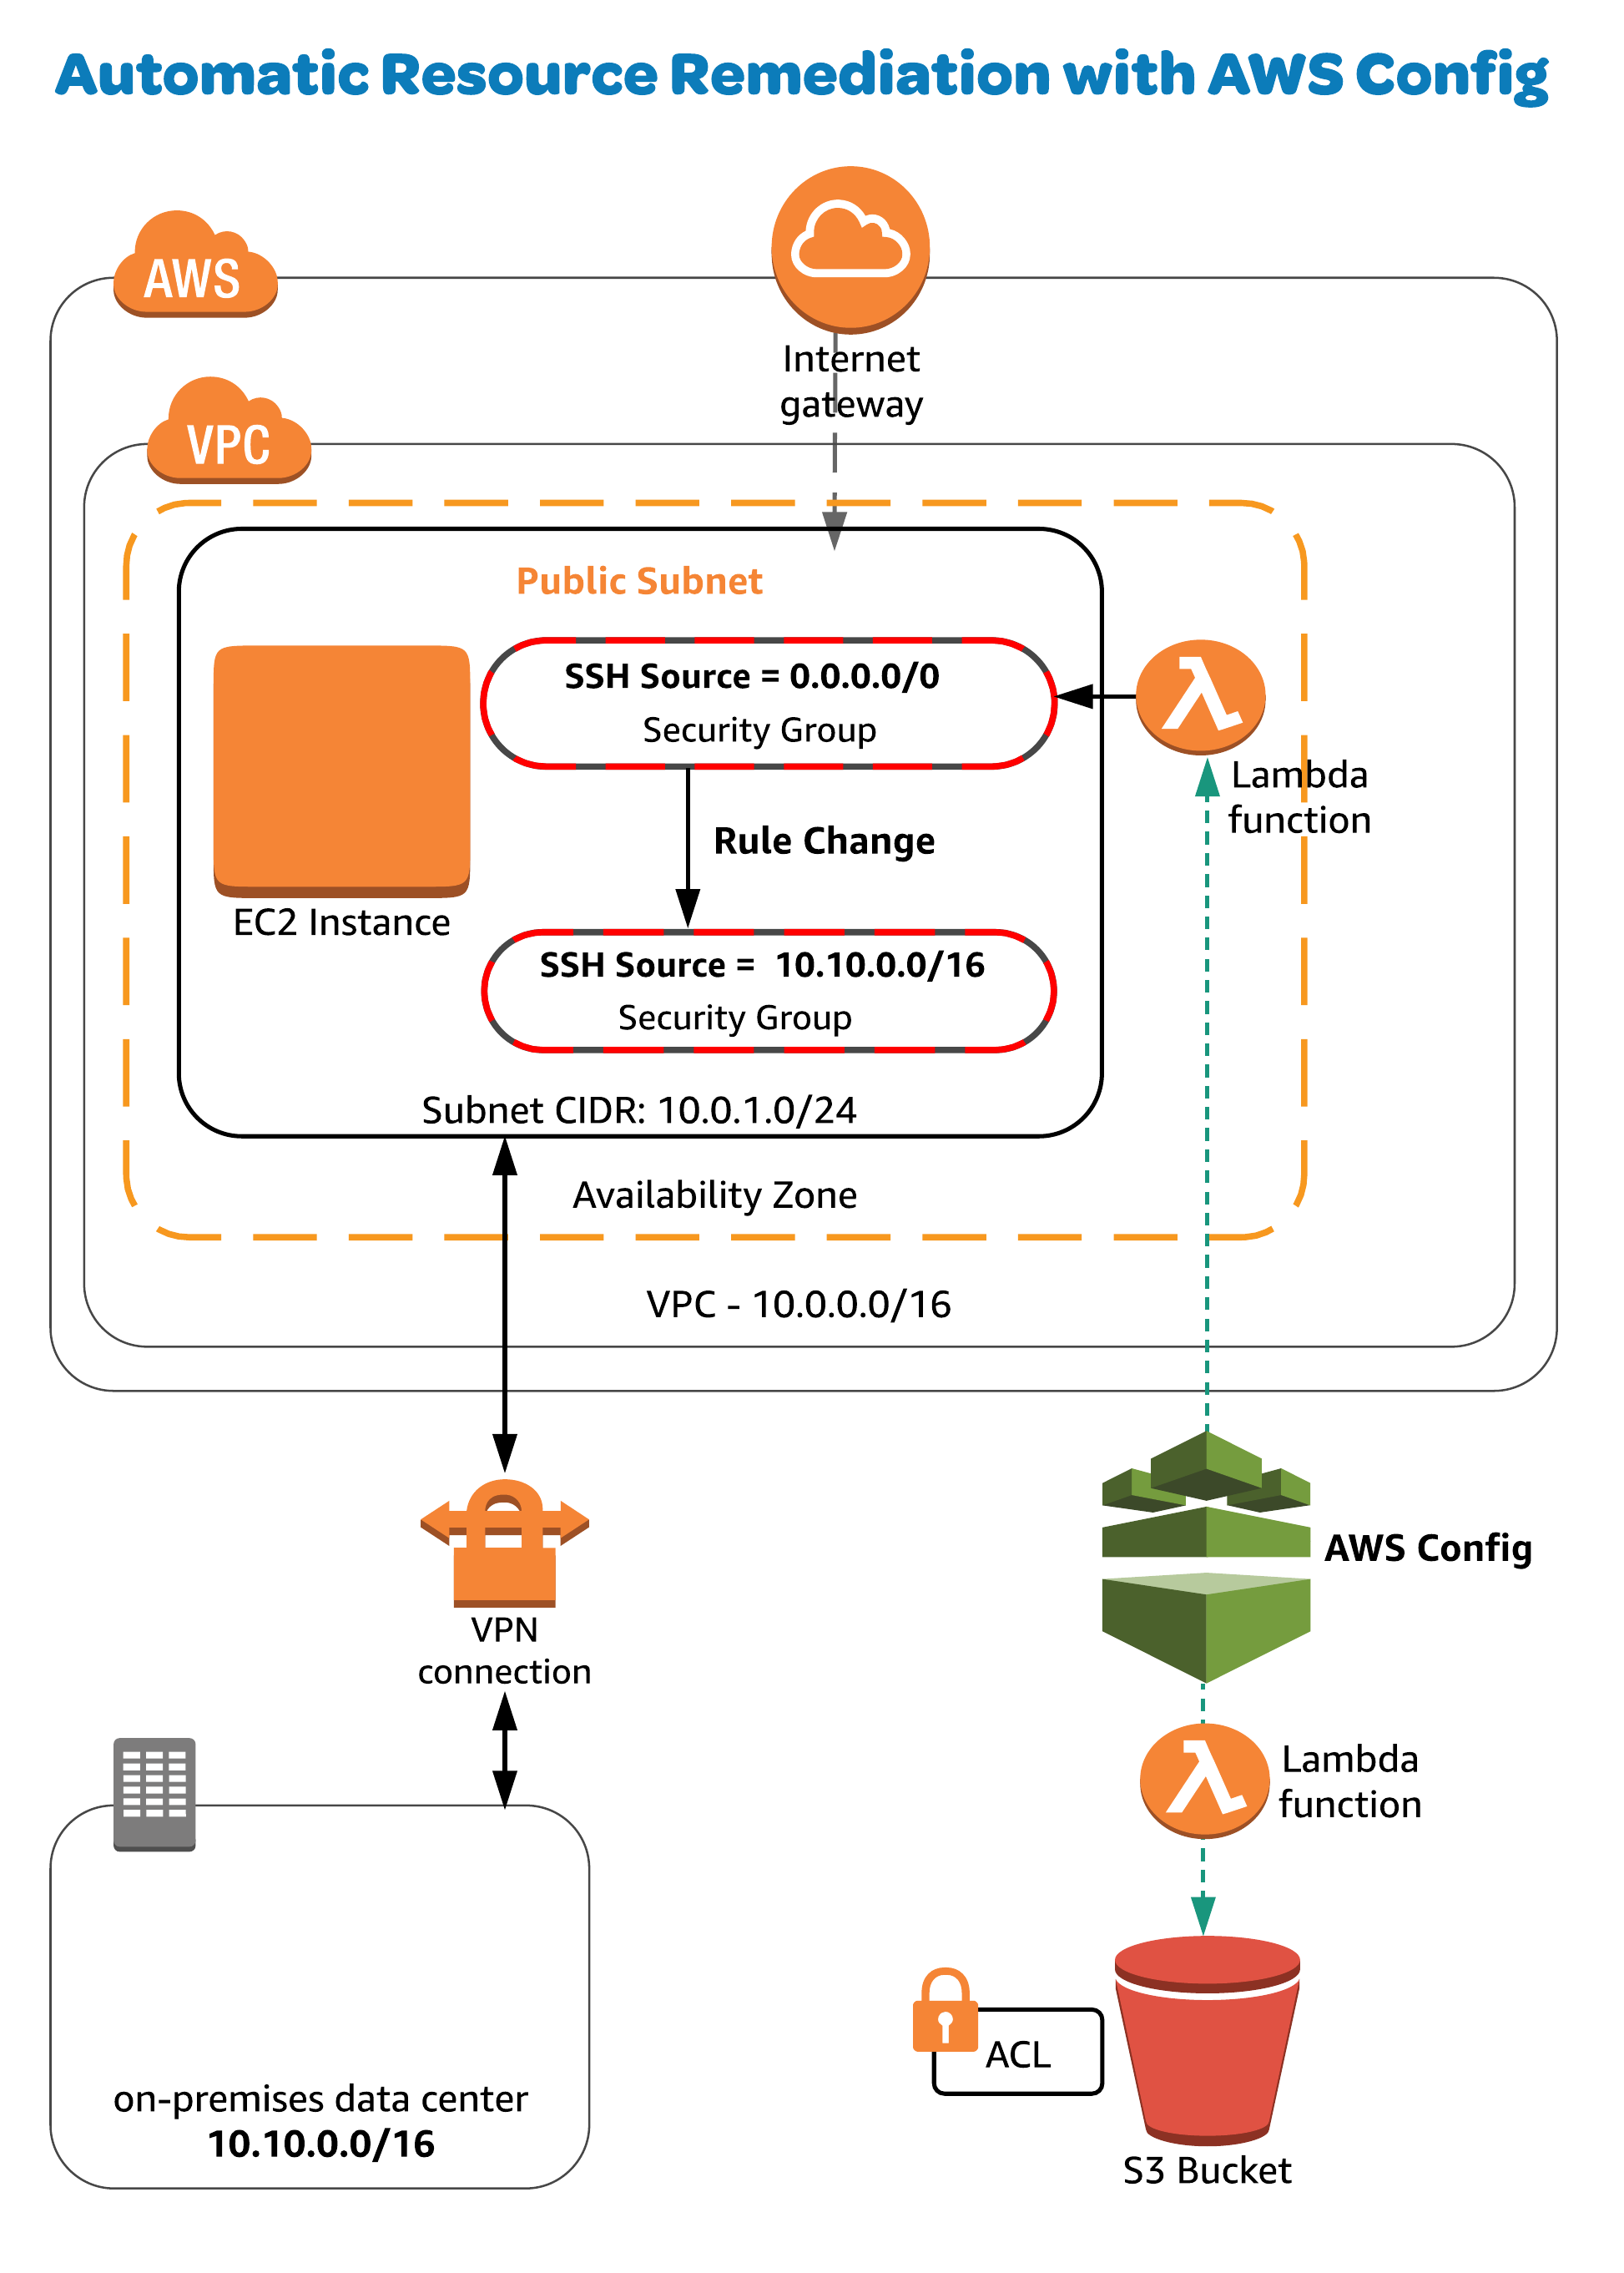 Automatic Resource Remediation with AWS Config
AWS
Internet
gateway
VPC
Public Subnet
SSH Source = 0.0.0.0/0
Security Group
Lambda
function
Rule Change
EC2 Instance
SSH Source =  10.10.0.0/16
Security Group
Subnet CIDR: 10.0.1.0/24
Availability Zone
VPC - 10.0.0.0/16
AWS Config
VPN
connection
Lambda
function
ACL
on-premises data center
10.10.0.0/16
S3 Bucket